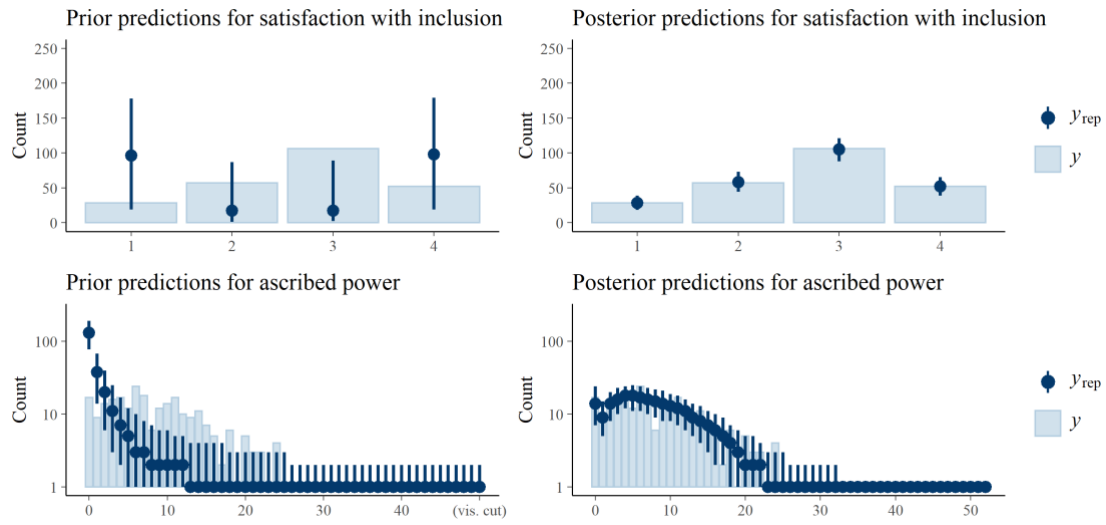 Prior predictions for satisfaction with inclusion
Posterior predictions for satisfaction with inclusion
Count
250
200
150
100
50
0
1 2 3 4
Count
250
200
150
100
50
0
1 2 3 4
yrep
y
Prior predictions for ascribed power
Posterior predictions for ascribed power
Count
100
10
1
0 10 20 30 40 (vis. cut)
Count
100
10
1
0 10 20 30 40 50
yrep
y